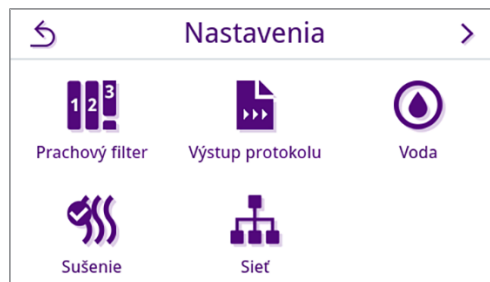 Nastavenia
1 2 3
Prachový filter
Výstup protokolu
Voda
Sušenie
Sieť